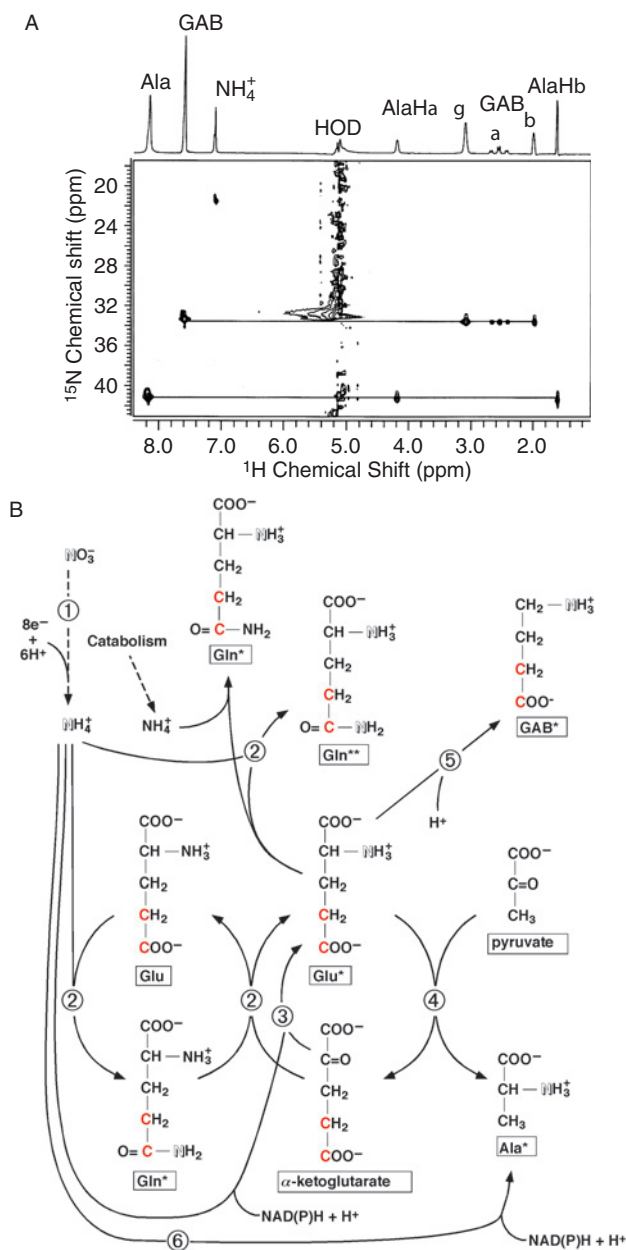 A
GAB
Ala
NH₄⁺
HOD
AlaHa
g
GAB
a
b
AlaHb
20
24
28
32
36
40
¹⁵N Chemical shift (ppm)
8.0 7.0 6.0 5.0 4.0 3.0 2.0
¹H Chemical Shift (ppm)
B
NO₃⁻
1
8e⁻
+
6H⁺
NH₄⁺
Catabolism
NH₄⁺
COO⁻
CH – NH₃⁺
CH₂
CH₂
O= C – NH₂
Gln*
COO⁻
CH – NH₃⁺
CH₂
CH₂
O= C – NH₂
Gln**
2
CH₂ – NH₃⁺
CH₂
CH₂
COO⁻
GAB*
5
H⁺
COO⁻
CH – NH₃⁺
CH₂
CH₂
COO⁻
Glu
COO⁻
CH – NH₃⁺
CH₂
CH₂
COO⁻
Glu*
COO⁻
C=O
CH₃
pyruvate
2
2
3
4
COO⁻
CH – NH₃⁺
CH₂
CH₂
O= C – NH₂
Gln*
COO⁻
C=O
CH₂
CH₂
COO⁻
α-ketoglutarate
COO⁻
CH – NH₃⁺
CH₃
Ala*
NAD(P)H + H⁺
6
NAD(P)H + H⁺